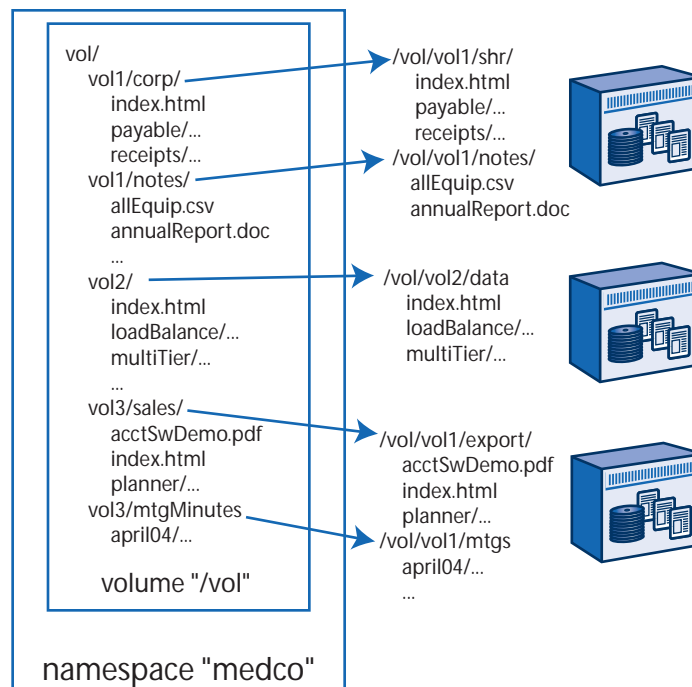 vol/
vol1/corp/
index.html
payable/...
receipts/...
vol1/notes/
allEquip.csv
annualReport.doc
...
vol2/
index.html
loadBalance/...
multiTier/...
...
vol3/sales/
acctSwDemo.pdf
index.html
planner/...
vol3/mtgMinutes
april04/...
volume "/vol"
namespace "medco"
/vol/vol1/shr/
index.html
payable/...
receipts/...
/vol/vol1/notes/
allEquip.csv
annualReport.doc
/vol/vol2/data
index.html
loadBalance/...
multiTier/...
/vol/vol1/export/
acctSwDemo.pdf
index.html
planner/...
/vol/vol1/mtgs
april04/...
...